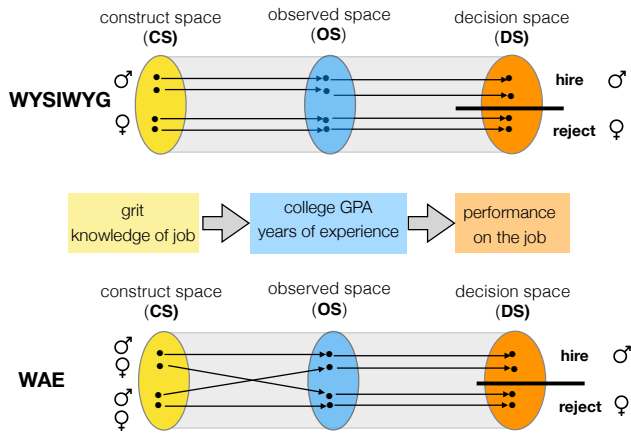 construct space
(CS)
observed space
(OS)
decision space
(DS)
WYSIWYG
♂
♀
hire ♂
reject ♀
grit
knowledge of job
college GPA
years of experience
performance
on the job
construct space
(CS)
observed space
(OS)
decision space
(DS)
WAE
♂
♀
♂
♀
hire ♂
reject ♀